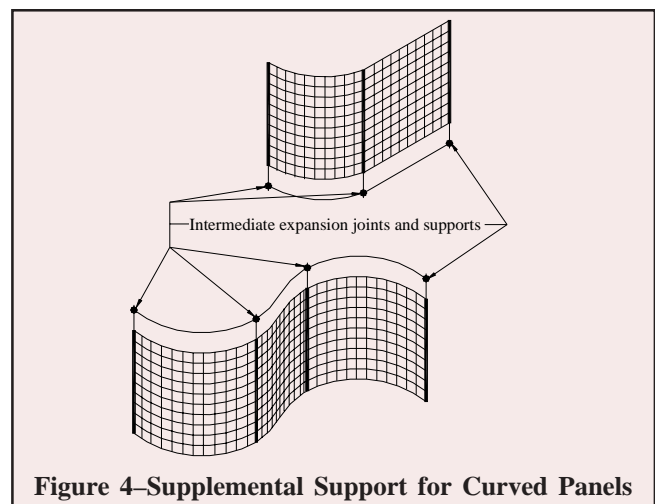 Intermediate expansion joints and supports
Figure 4–Supplemental Support for Curved Panels